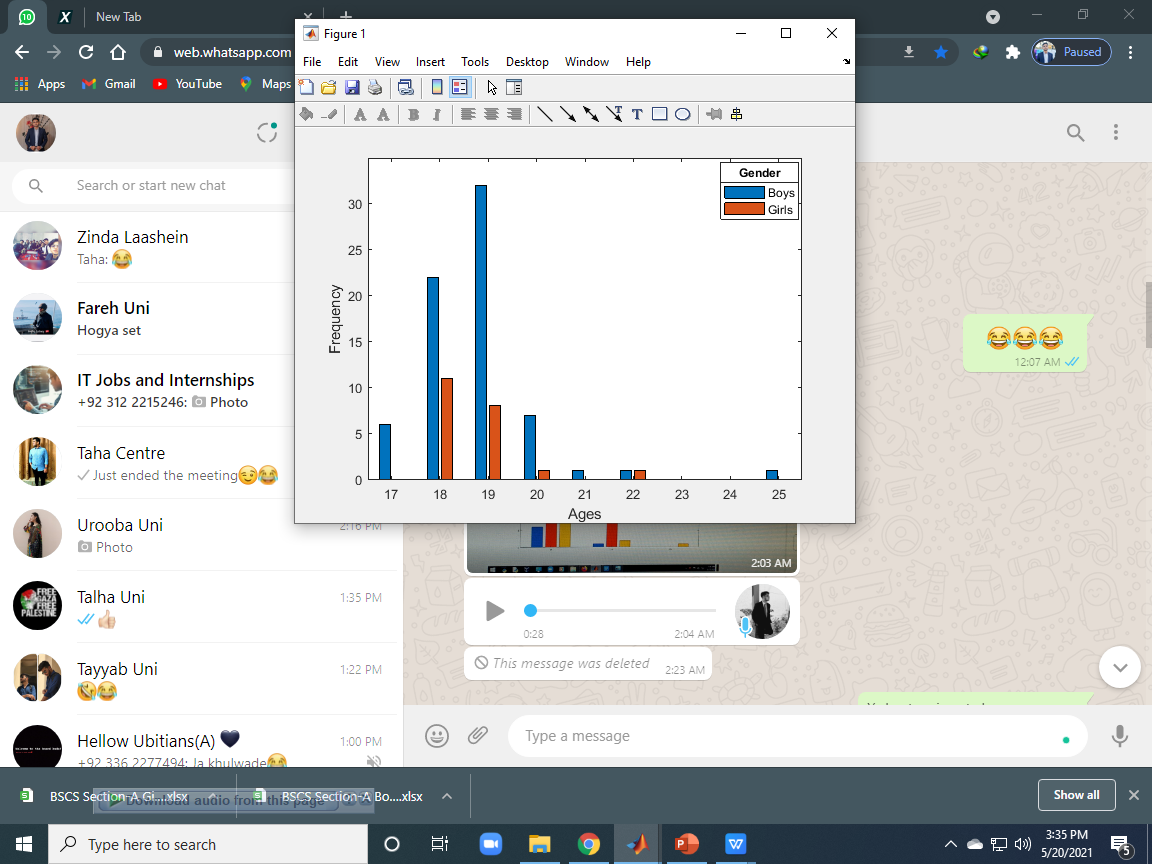 10
X
New Tab
web.whatsapp.com
Paused
Apps
Gmail
YouTube
Maps
Figure 1
File Edit View Insert Tools Desktop Window Help
T
Frequency
30
25
20
15
10
5
0
17 18 19 20 21 22 23 24 25
Ages
Gender
Boys
Girls
Search or start new chat
Zinda Laashein
Taha: 😂
Fareh Uni
Hogya set
IT Jobs and Internships
+92 312 2215246: Photo
Taha Centre
Just ended the meeting😉😂
Urooba Uni
2:16 PM
Photo
Talha Uni
1:35 PM
👍🏻
FREE GAZA FREE PALESTINE
Tayyab Uni
1:22 PM
🤣😂
Hellow Ubitians(A) 🖤
1:00 PM
+92 336 2277494: Ja khulwade😂
😂😂😂
12:07 AM
2:03 AM
0:28
2:04 AM
This message was deleted
2:23 AM
Type a message
BSCS Section-A Gi....xlsx
Download audio from this page
BSCS Section-A Bo....xlsx
Show all
Type here to search
3:35 PM
5/20/2021
5